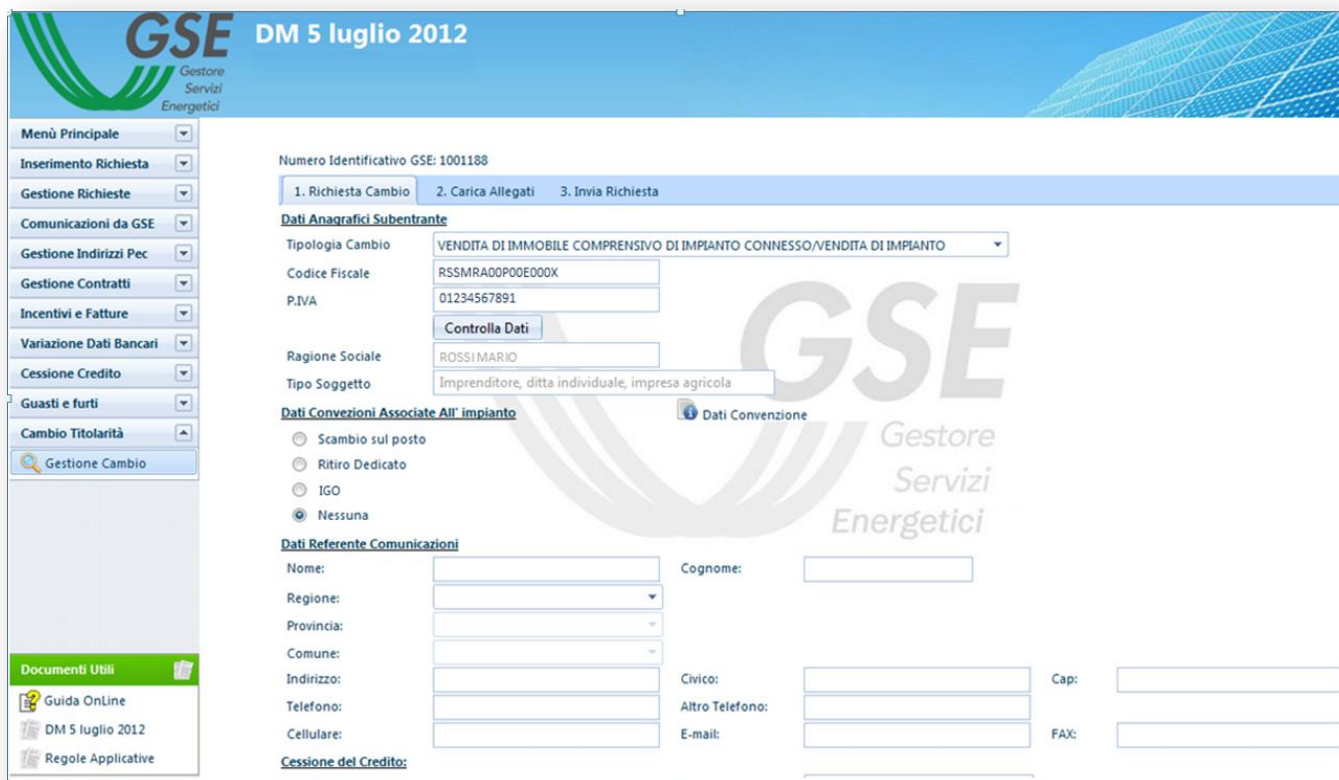 GSE
Gestore
Servizi
Energetici
DM 5 luglio 2012
Menù Principale
Inserimento Richiesta
Gestione Richieste
Comunicazioni da GSE
Gestione Indirizzi Pec
Gestione Contratti
Incentivi e Fatture
Variazione Dati Bancari
Cessione Credito
Guasti e furti
Cambio Titolarità
Gestione Cambio
Documenti Utili
Guida OnLine
DM 5 luglio 2012
Regole Applicative
Numero Identificativo GSE: 1001188
1. Richiesta Cambio 2. Carica Allegati 3. Invia Richiesta
Dati Anagrafici Subentrante
Tipologia Cambio VENDITA DI IMMOBILE COMPRENSIVO DI IMPIANTO CONNESSO/VENDITA DI IMPIANTO
Codice Fiscale RSSMRA00P00E000X
P.IVA 01234567891
Controlla Dati
Ragione Sociale ROSSI MARIO
Tipo Soggetto Imprenditore, ditta individuale, impresa agricola
Dati Convezioni Associate All' impianto Dati Convenzione
Scambio sul posto
Ritiro Dedicato
IGO
Nessuna
GSE
Gestore
Servizi
Energetici
Dati Referente Comunicazioni
Nome: Cognome:
Regione:
Provincia:
Comune:
Indirizzo: Civico: Cap:
Telefono: Altro Telefono:
Cellulare: E-mail: FAX:
Cessione del Credito: